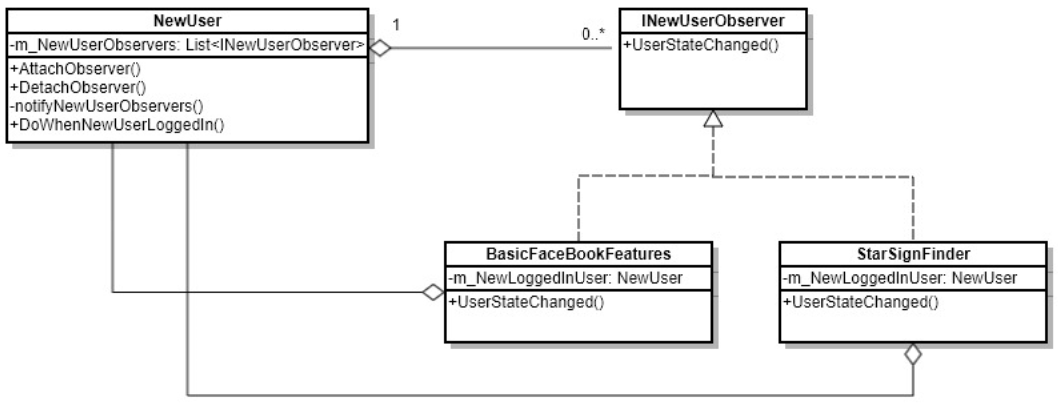 NewUser
-m_NewUserObservers: List<INewUserObserver>
+AttachObserver()
+DetachObserver()
-notifyNewUserObservers()
+DoWhenNewUserLoggedIn()
1
0..*
INewUserObserver
+UserStateChanged()
BasicFaceBookFeatures
-m_NewLoggedInUser: NewUser
+UserStateChanged()
StarSignFinder
-m_NewLoggedInUser: NewUser
+UserStateChanged()